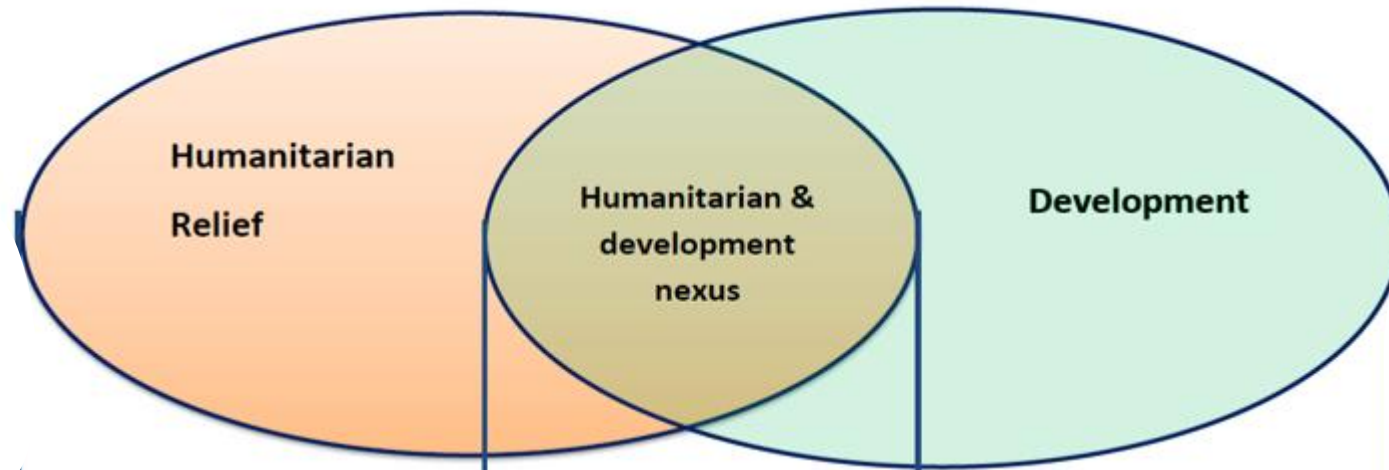 Humanitarian
Relief
Humanitarian &
development
nexus
Development